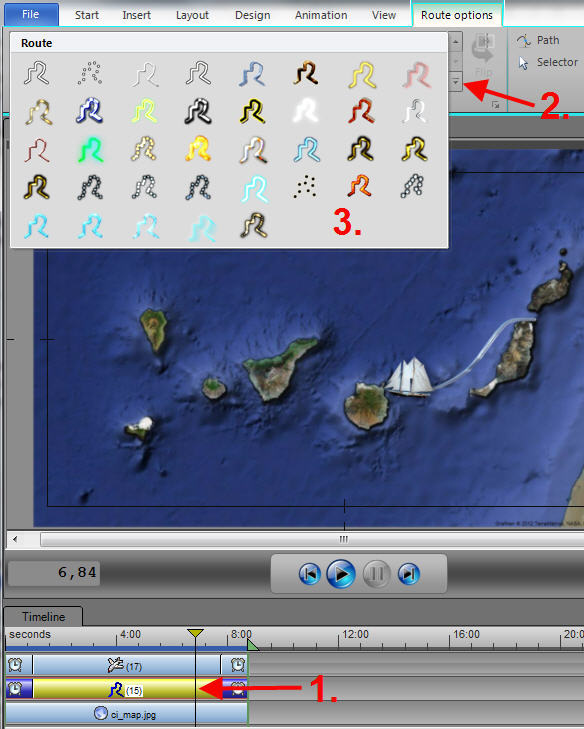 File Start Insert Layout Design Animation View Route options
Route
Path
Selector
Flip
2.
3.
6,84
Timeline
seconds 4:00 8:00 12:00 16:00 20:0
(17)
(15)
1.
ci_map.jpg